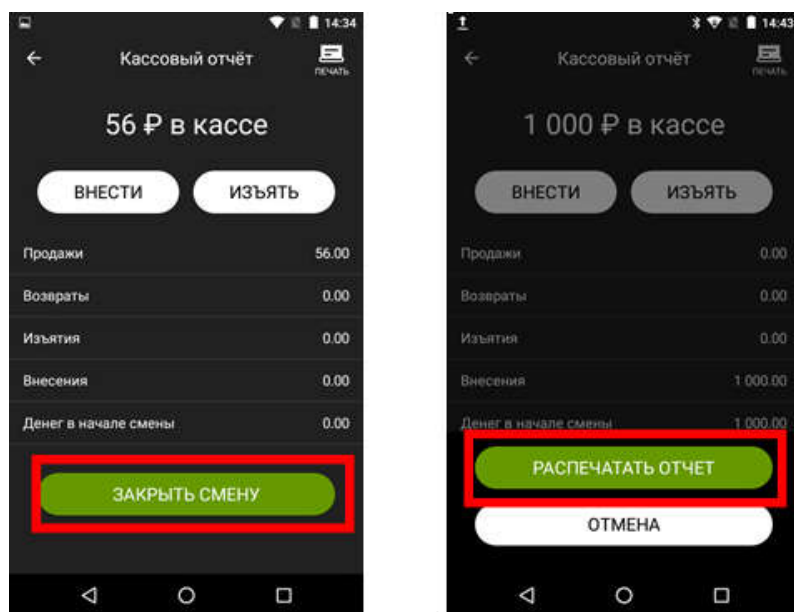 14:34
Кассовый отчёт
ПЕЧАТЬ
56 ₽ в кассе
ВНЕСТИ ИЗЪЯТЬ
Продажи 56.00
Возвраты 0.00
Изъятия 0.00
Внесения 0.00
Денег в начале смены 0.00
ЗАКРЫТЬ СМЕНУ
14:43
Кассовый отчёт
ПЕЧАТЬ
1 000 ₽ в кассе
ВНЕСТИ ИЗЪЯТЬ
Продажи 0.00
Возвраты 0.00
Изъятия 0.00
Внесения 1 000.00
Денег в начале смены 1 000.00
РАСПЕЧАТАТЬ ОТЧЕТ
ОТМЕНА